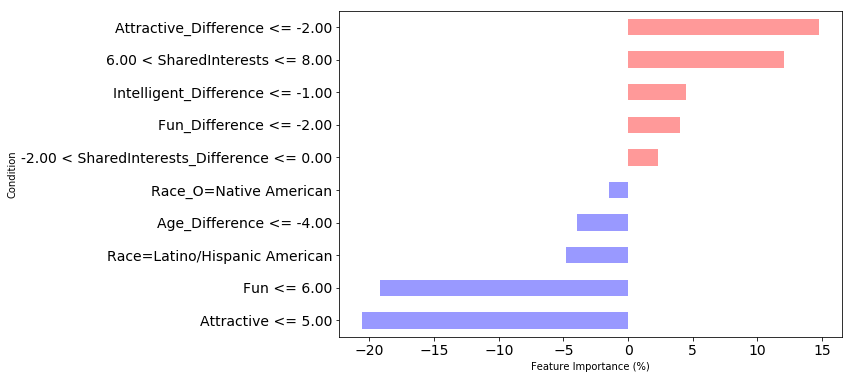 Attractive_Difference <= -2.00
6.00 < SharedInterests <= 8.00
Intelligent_Difference <= -1.00
Fun_Difference <= -2.00
-2.00 < SharedInterests_Difference <= 0.00
Race_O=Native American
Age_Difference <= -4.00
Race=Latino/Hispanic American
Fun <= 6.00
Attractive <= 5.00
Condition
−20 −15 −10 −5 0 5 10 15
Feature Importance (%)